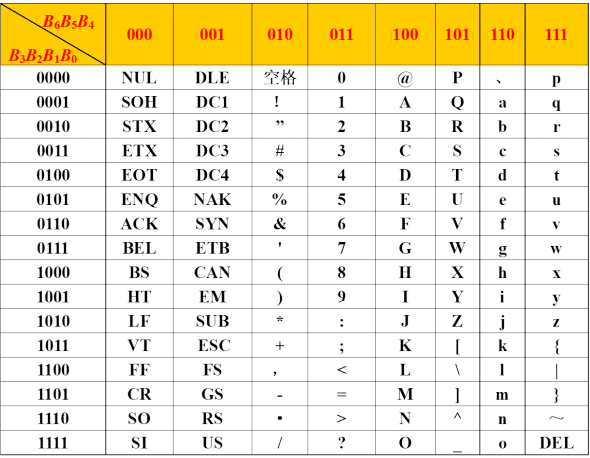 B6B5B4
B3B2B1B0 000 001 010 011 100 101 110 111
0000 NUL DLE 空格 0 @ P 、 p
0001 SOH DC1 ! 1 A Q a q
0010 STX DC2 ” 2 B R b r
0011 ETX DC3 # 3 C S c s
0100 EOT DC4 $ 4 D T d t
0101 ENQ NAK % 5 E U e u
0110 ACK SYN & 6 F V f v
0111 BEL ETB ' 7 G W g w
1000 BS CAN ( 8 H X h x
1001 HT EM ) 9 I Y i y
1010 LF SUB * : J Z j z
1011 VT ESC + ; K [ k {
1100 FF FS , < L \ l |
1101 CR GS - = M ] m }
1110 SO RS • > N ^ n ～
1111 SI US / ? O _ o DEL